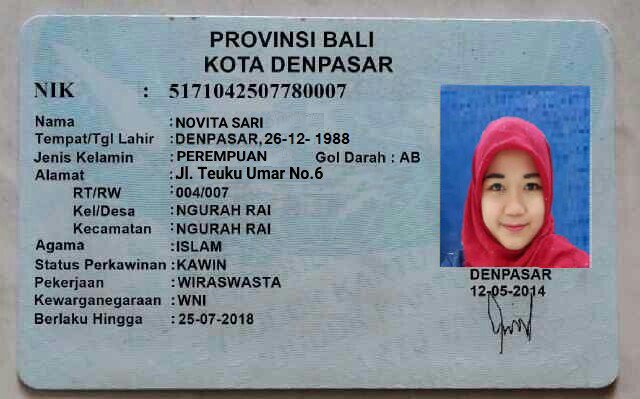 PROVINSI BALI
KOTA DENPASAR
NIK : 5171042507780007
Nama : NOVITA SARI
Tempat/Tgl Lahir : DENPASAR, 26-12- 1988
Jenis Kelamin : PEREMPUAN Gol Darah : AB
Alamat : Jl. Teuku Umar No.6
RT/RW : 004/007
Kel/Desa : NGURAH RAI
Kecamatan : NGURAH RAI
Agama : ISLAM
Status Perkawinan : KAWIN
Pekerjaan : WIRASWASTA
Kewarganegaraan : WNI
Berlaku Hingga : 25-07-2018
DENPASAR
12-05-2014